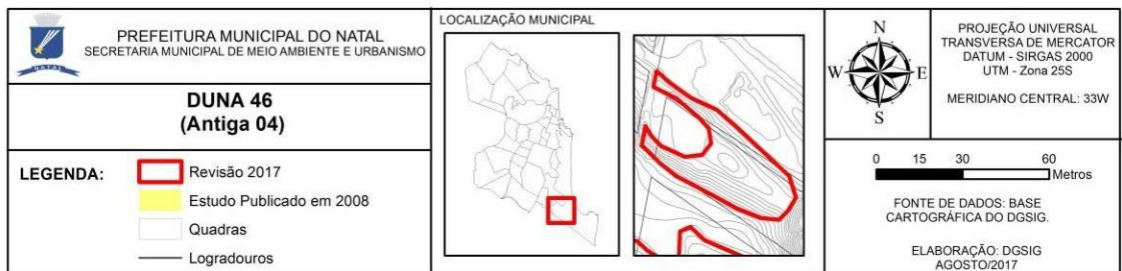 PREFEITURA MUNICIPAL DO NATAL
SECRETARIA MUNICIPAL DE MEIO AMBIENTE E URBANISMO
NATAL
DUNA 46
(Antiga 04)
LEGENDA:
Revisão 2017
Estudo Publicado em 2008
Quadras
Logradouros
LOCALIZAÇÃO MUNICIPAL
N
W
E
S
PROJEÇÃO UNIVERSAL
TRANSVERSA DE MERCATOR
DATUM - SIRGAS 2000
UTM - Zona 25S
MERIDIANO CENTRAL: 33W
0 15 30 60
Metros
FONTE DE DADOS: BASE
CARTOGRÁFICA DO DGSIG.
ELABORAÇÃO: DGSIG
AGOSTO/2017